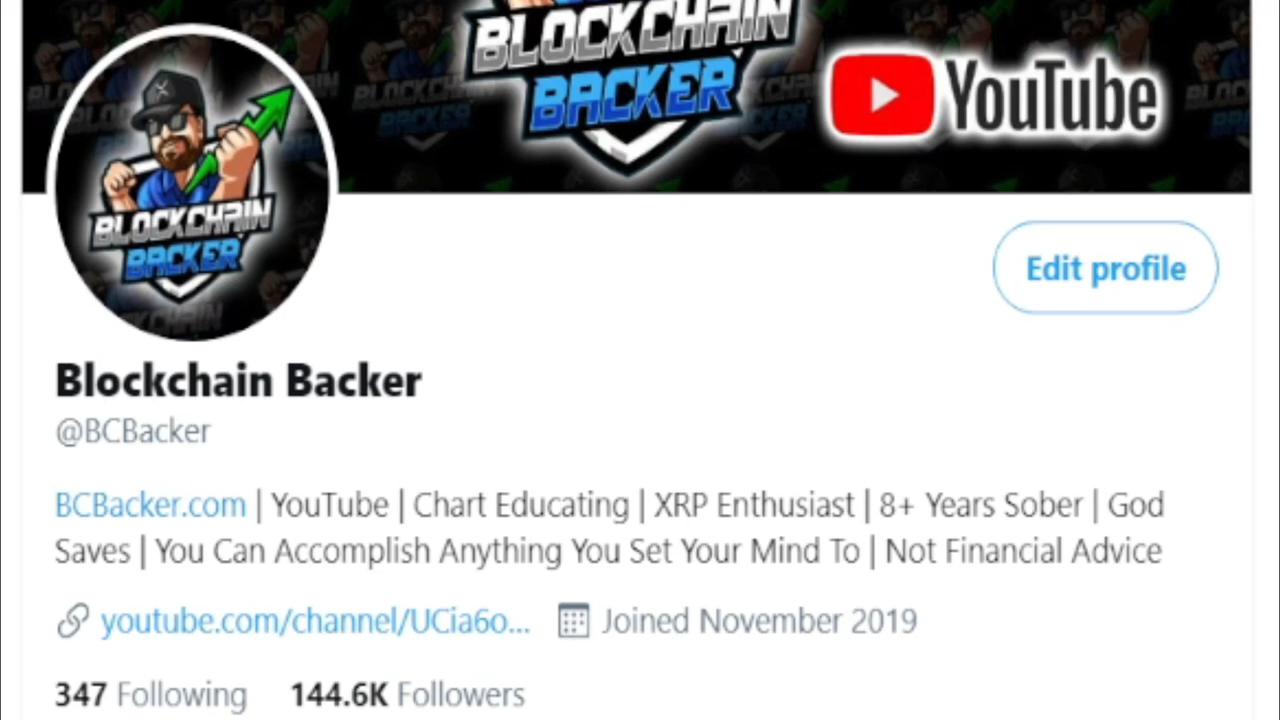 BLOCKCHAIN
BACKER
YouTube
BLOCKCHAIN
BACKER
Edit profile
Blockchain Backer
@BCBacker
BCBacker.com | YouTube | Chart Educating | XRP Enthusiast | 8+ Years Sober | God
Saves | You Can Accomplish Anything You Set Your Mind To | Not Financial Advice
youtube.com/channel/UCia6o... Joined November 2019
347 Following 144.6K Followers